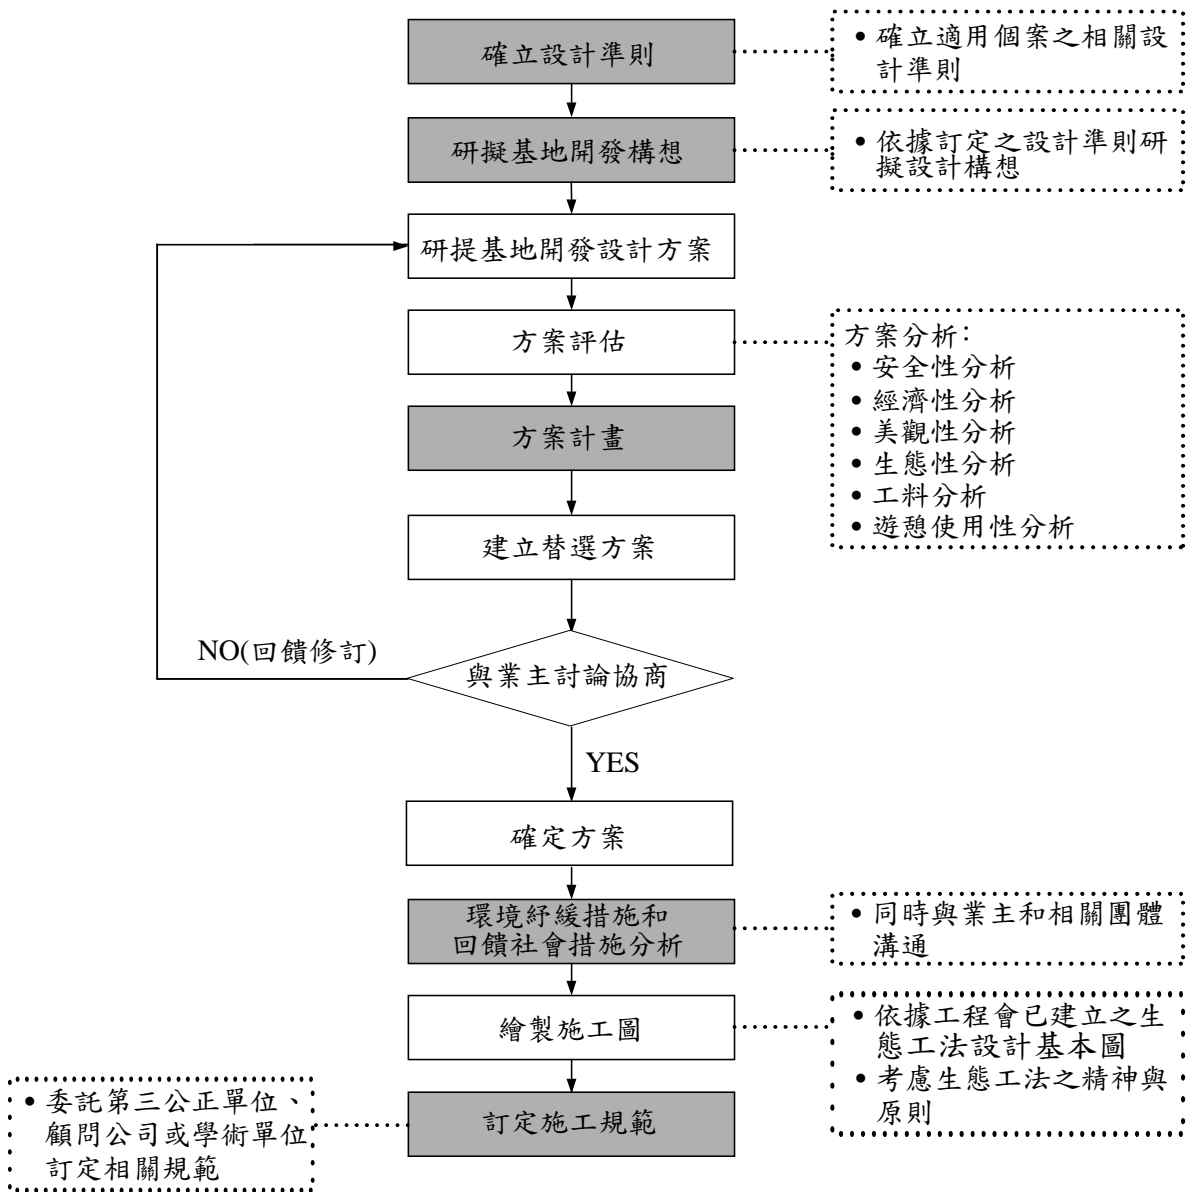 確立設計準則
• 確立適用個案之相關設
計準則
研擬基地開發構想
• 依據訂定之設計準則研
擬設計構想
研提基地開發設計方案
方案評估
方案分析：
• 安全性分析
• 經濟性分析
• 美觀性分析
• 生態性分析
• 工料分析
• 遊憩使用性分析
方案計畫
建立替選方案
NO(回饋修訂)
與業主討論協商
YES
確定方案
環境紓緩措施和
回饋社會措施分析
• 同時與業主和相關團體
溝通
繪製施工圖
• 依據工程會已建立之生
態工法設計基本圖
• 考慮生態工法之精神與
原則
訂定施工規範
• 委託第三公正單位、
顧問公司或學術單位
訂定相關規範